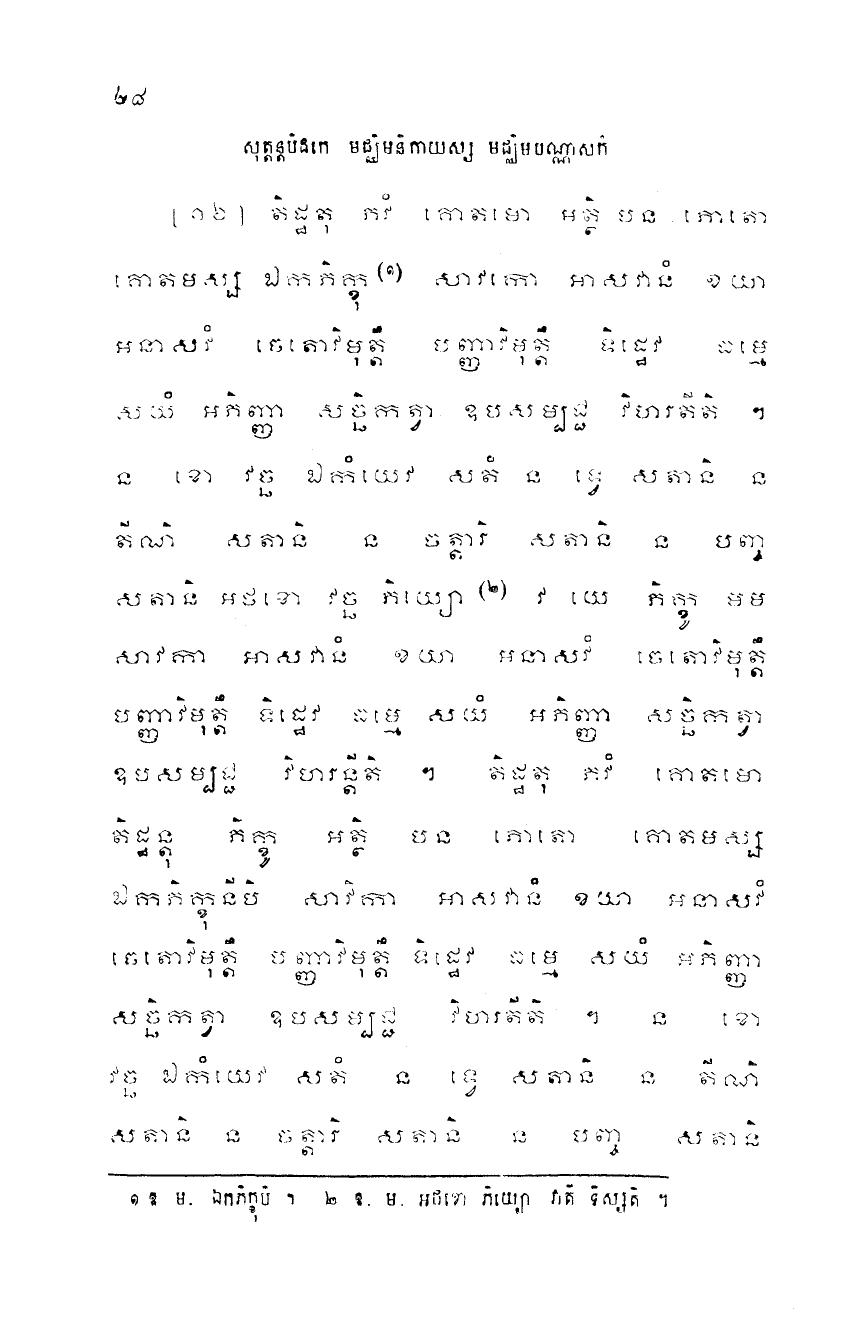 ២៨
សុត្តន្តបិដកេ មជ្ឈិមនិកាយស្ស មជ្ឈិមបណ្ណាសកំ
[១៦] តិដ្ឋតុ ភវំ គោតមោ អត្ថិ បន ភោតោ
គោតមស្ស ឯកភិក្ខុ(១) សាវកោ អាសវានំ ខយា
អនាសវំ ចេតោវិមុត្តឹ បញ្ញាវិមុត្តឹ ទិដ្ឋេវ ធម្មេ
សយំ អភិញ្ញា សច្ឆិកត្វា ឧបសម្បជ្ជ វិហរតីតិ ។
ន ខោ វច្ឆ ឯកំយេវ សតំ ន ទ្វេ សតានិ ន
តីណិ សតានិ ន ចត្តារិ សតានិ ន បញ្ច
សតានិ អថខោ វច្ឆ ភិយ្យោ(២) វ យេ ភិក្ខូ មម
សាវកា អាសវានំ ខយា អនាសវំ ចេតោវិមុត្តឹ
បញ្ញាវិមុត្តឹ ទិដ្ឋេវ ធម្មេ សយំ អភិញ្ញា សច្ឆិកត្វា
ឧបសម្បជ្ជ វិហរន្តីតិ ។ តិដ្ឋតុ ភវំ គោតមោ
តិដ្ឋន្តុ ភិក្ខូ អត្ថិ បន ភោតោ គោតមស្ស
ឯកភិក្ខុនីបិ សាវិកា អាសវានំ ខយា អនាសវំ
ចេតោវិមុត្តឹ បញ្ញាវិមុត្តឹ ទិដ្ឋេវ ធម្មេ សយំ អភិញ្ញា
សច្ឆិកត្វា ឧបសម្បជ្ជ វិហរតីតិ ។ ន ខោ
វច្ឆ ឯកំយេវ សតំ ន ទ្វេ សតានិ ន តីណិ
សតានិ ន ចត្តារិ សតានិ ន បញ្ច សតានិ
១ ឱ ម. ឯកភិក្ខុបិ ។ ២ ឱ. ម. អថខោ ភិយ្យោ វាតិ ទិស្សតិ ។